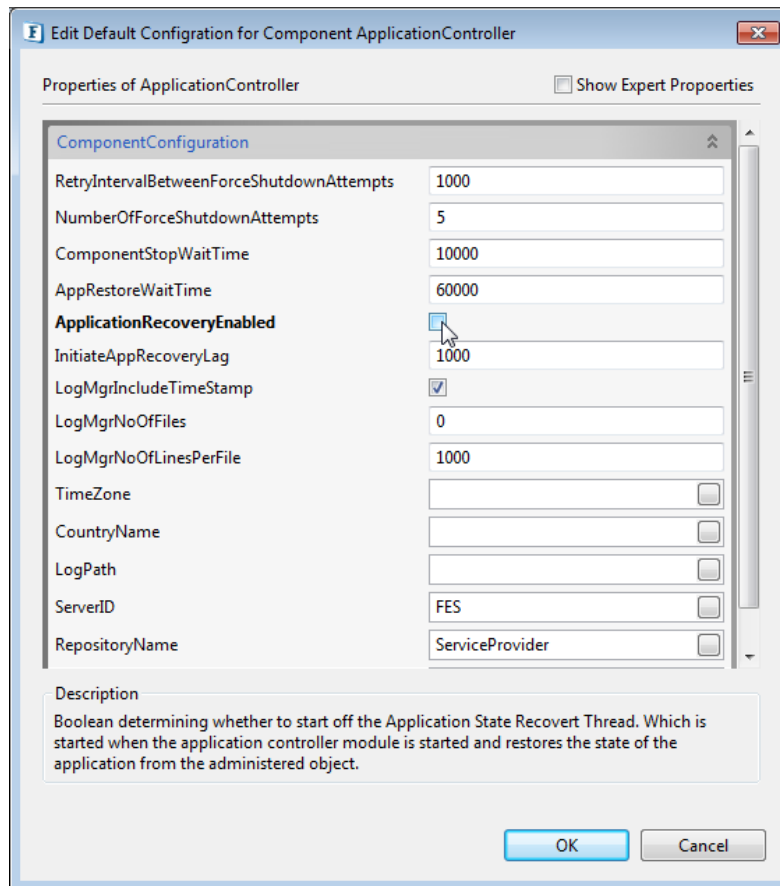 Edit Default Configration for Component ApplicationController
Properties of ApplicationController Show Expert Propoerties
ComponentConfiguration
RetryIntervalBetweenForceShutdownAttempts 1000
NumberOfForceShutdownAttempts 5
ComponentStopWaitTime 10000
AppRestoreWaitTime 60000
ApplicationRecoveryEnabled
InitiateAppRecoveryLag 1000
LogMgrIncludeTimeStamp
LogMgrNoOfFiles 0
LogMgrNoOfLinesPerFile 1000
TimeZone
CountryName
LogPath
ServerID FES
RepositoryName ServiceProvider
Description
Boolean determining whether to start off the Application State Recovert Thread. Which is
started when the application controller module is started and restores the state of the
application from the administered object.
OK Cancel